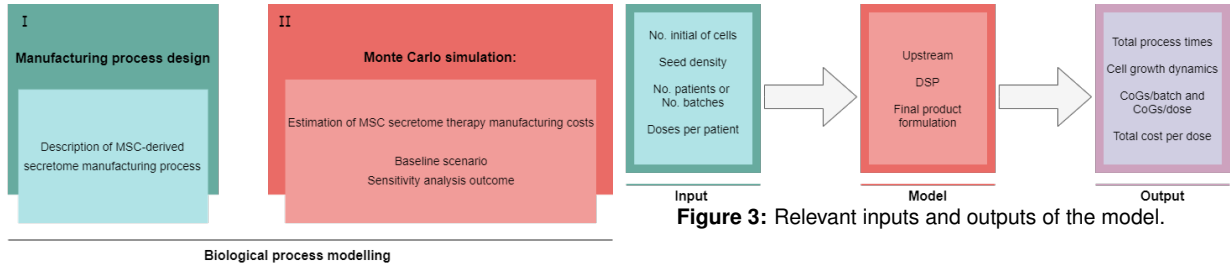 I
Manufacturing process design
Description of MSC-derived
secretome manufacturing process
II
Monte Carlo simulation:
Estimation of MSC secretome therapy manufacturing costs
Baseline scenario
Sensitivity analysis outcome
Biological process modelling
No. initial of cells
Seed density
No. patients or
No. batches
Doses per patient
Input
Upstream
DSP
Final product
formulation
Model
Total process times
Cell growth dynamics
CoGs/batch and
CoGs/dose
Total cost per dose
Output
Figure 3: Relevant inputs and outputs of the model.